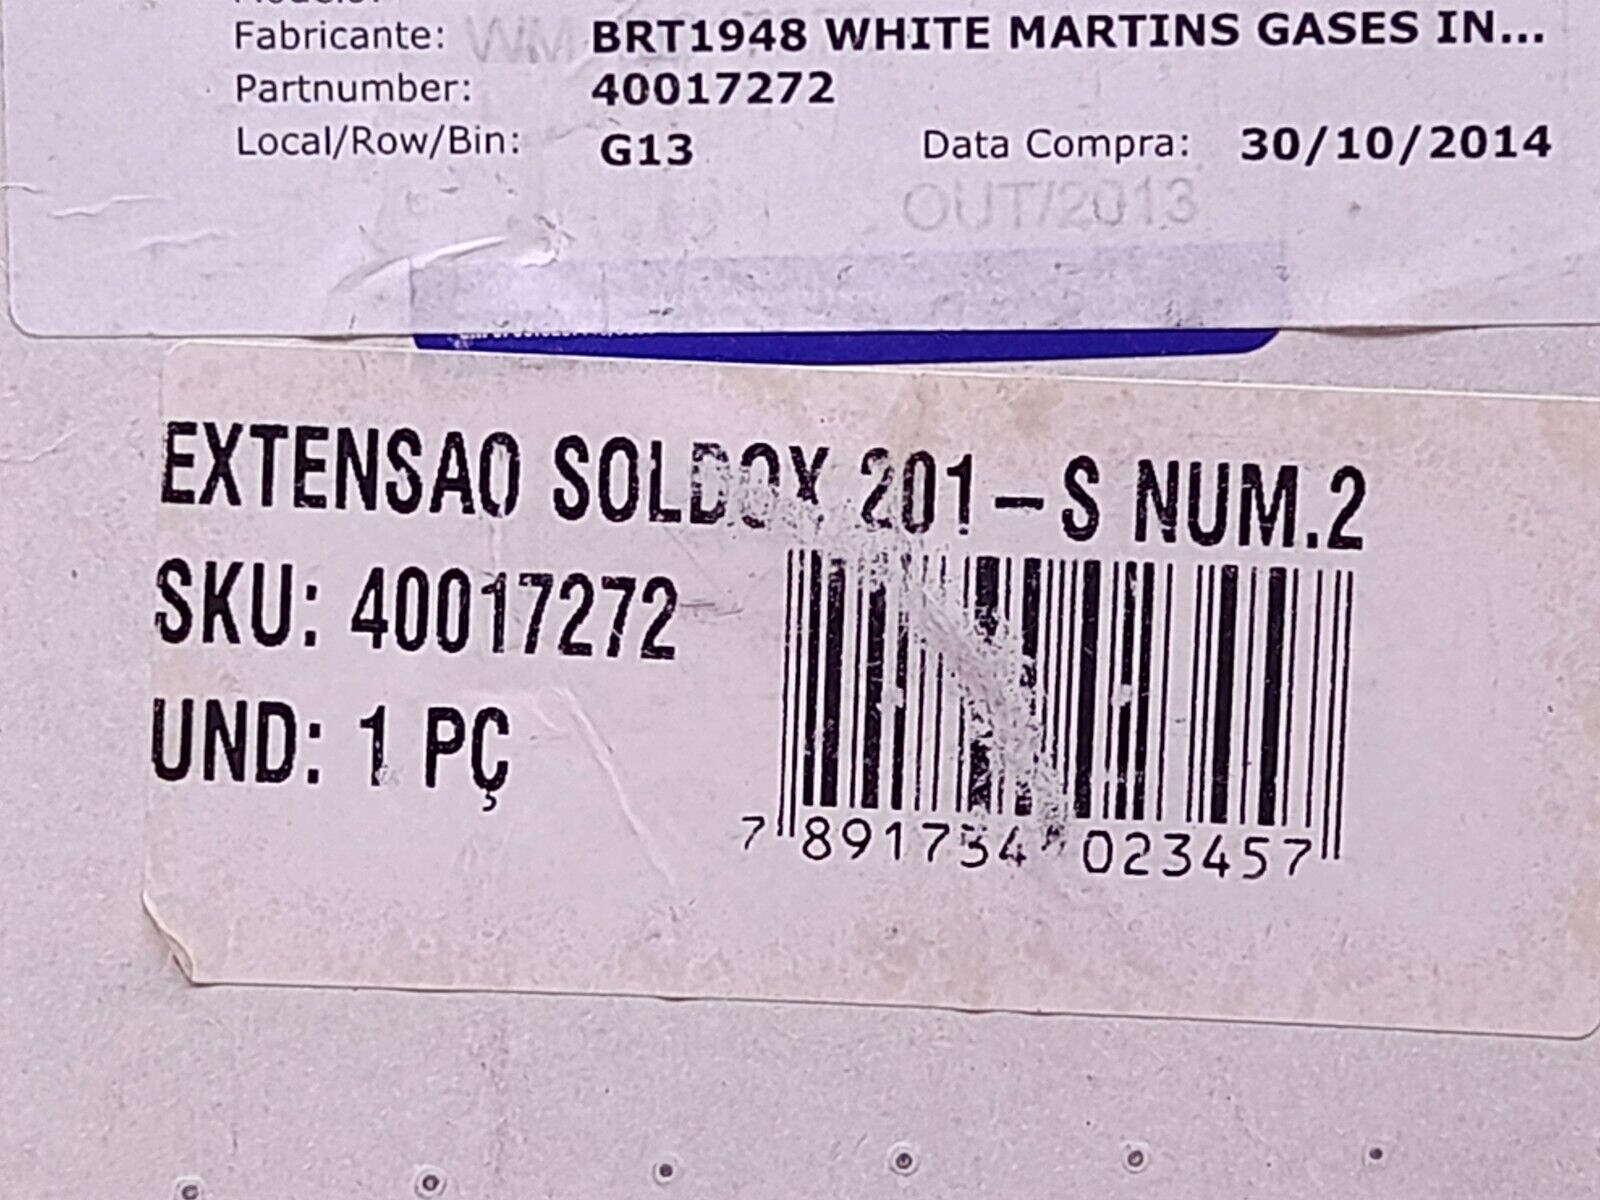 Fabricante: BRT1948 WHITE MARTINS GASES IN...
Partnumber: 40017272
Local/Row/Bin: G13 Data Compra: 30/10/2014
OUT/2013
EXTENSAO SOLDOX 201-S NUM.2
SKU: 40017272
UND: 1 PÇ
7 891734 023457